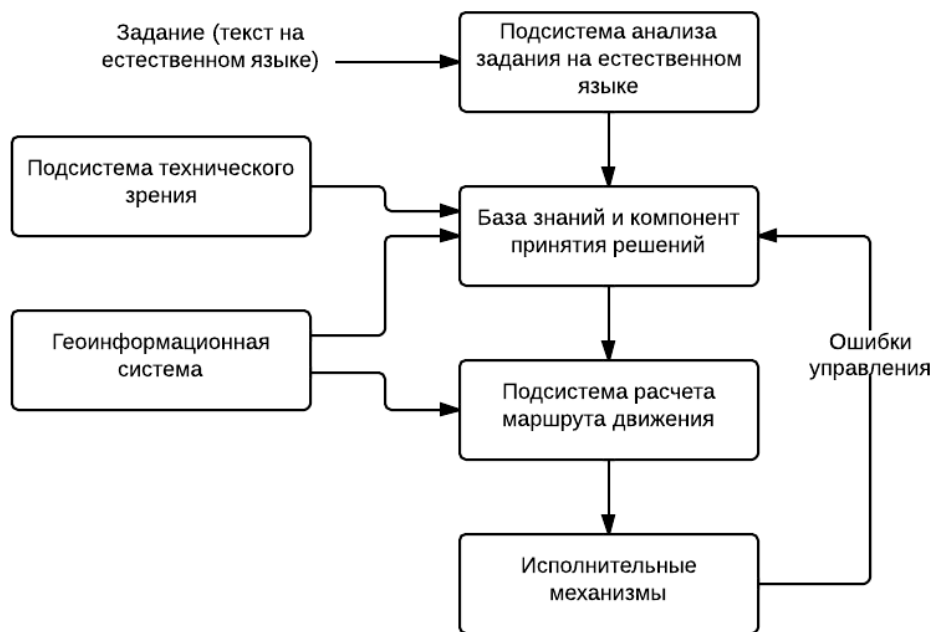 Задание (текст на
естественном языке)
Подсистема анализа
задания на естественном
языке
Подсистема технического
зрения
База знаний и компонент
принятия решений
Геоинформационная
система
Ошибки
управления
Подсистема расчета
маршрута движения
Исполнительные
механизмы